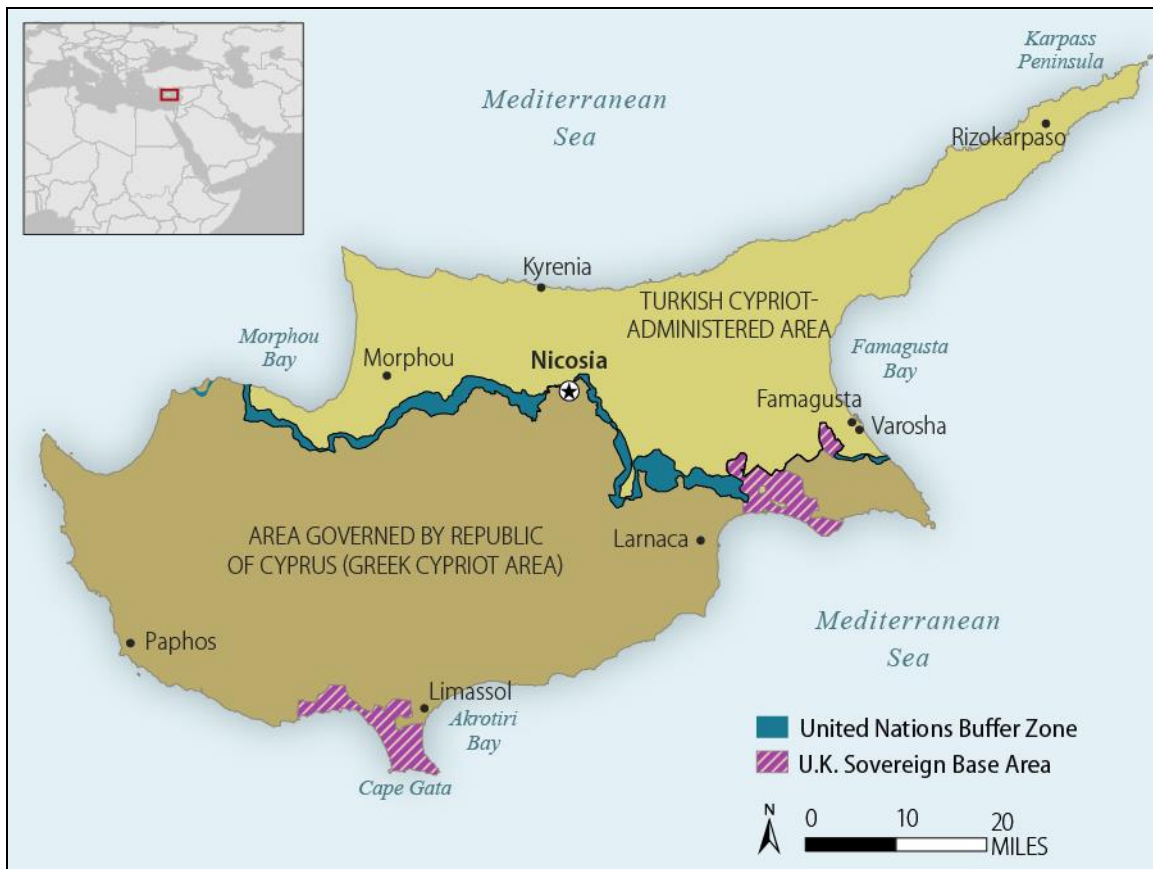 Karpass
Peninsula
Mediterranean
Sea
Rizokarpaso
Kyrenia
TURKISH CYPRIOT-
ADMINISTERED AREA
Morphou
Bay
Famagusta
Bay
Morphou
Nicosia
Famagusta
Varosha
AREA GOVERNED BY REPUBLIC
OF CYPRUS (GREEK CYPRIOT AREA)
Larnaca
Paphos
Mediterranean
Sea
Limassol
Akrotiri
Bay
Cape Gata
United Nations Buffer Zone
U.K. Sovereign Base Area
N
0 10 20
MILES